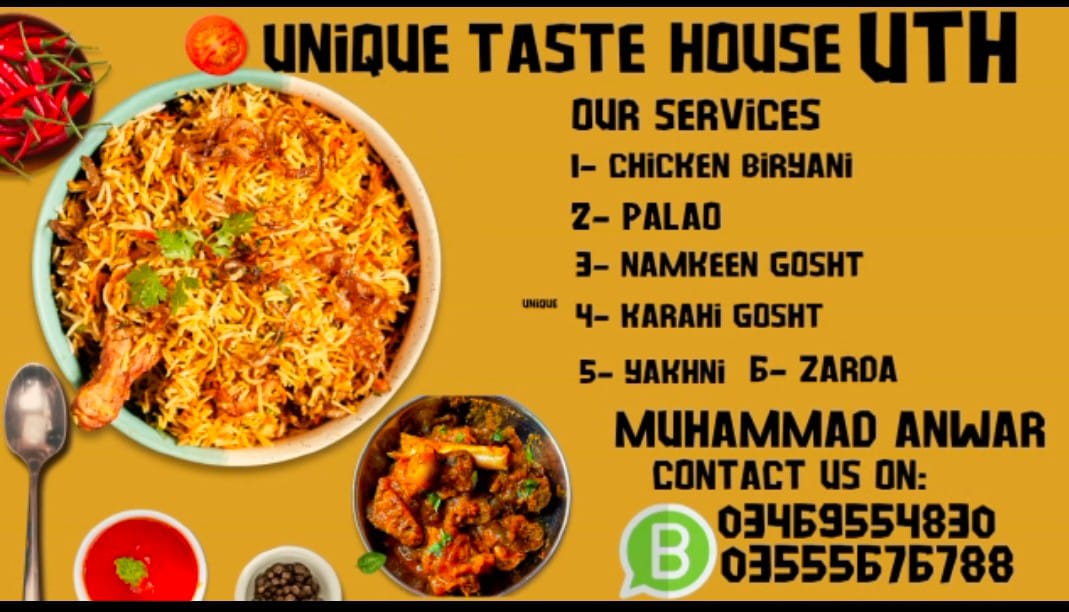 UNiQUE TASTE HOUSE UTH
OUR SERViCES
1- CHiCKEN BiRYANi
2- PALAO
3- NAMKEEN GOSHT
UNiQUE
4- KARAHi GOSHT
5- YAKHNi 6- ZARDA
MUHAMMAD ANWAR
CONTACT US ON:
B
03469554830
03555676788